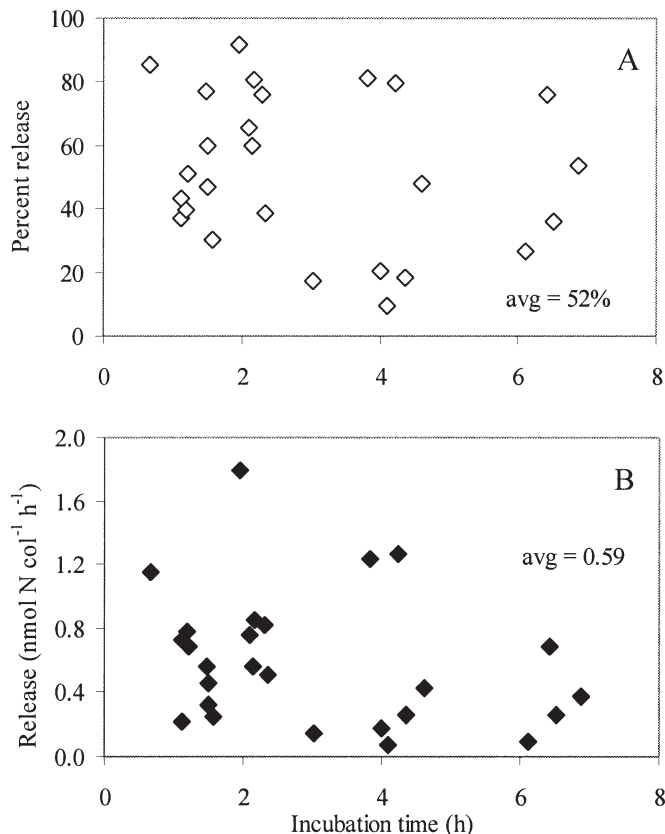 100
80
60
40
20
0
Percent release
A
avg = 52%
0 2 4 6 8
2.0
1.6
1.2
0.8
0.4
0.0
Release (nmol N col⁻¹ h⁻¹)
B
avg = 0.59
0 2 4 6 8
Incubation time (h)